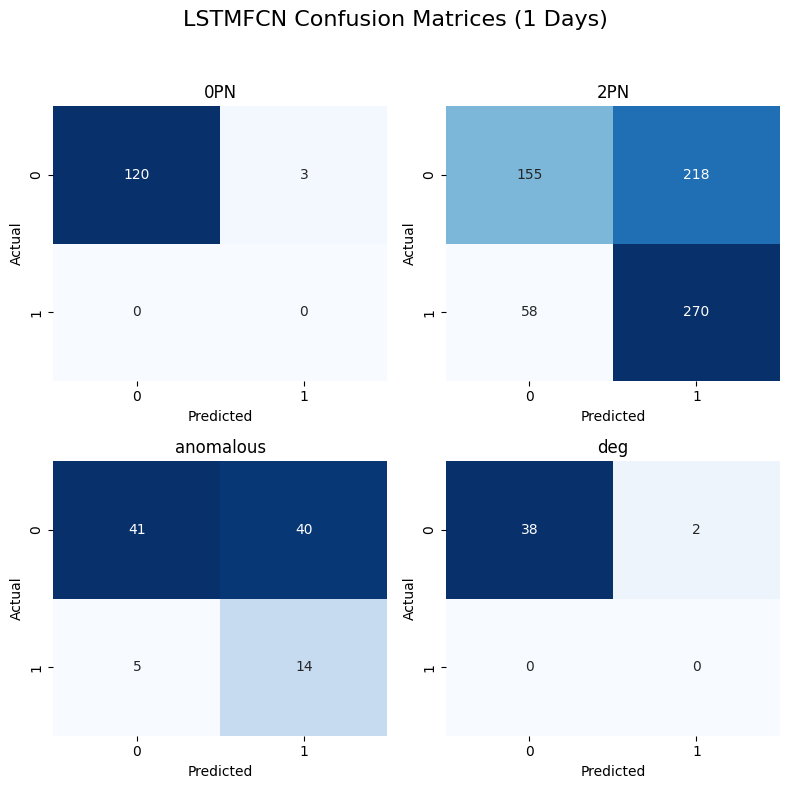 LSTMFCN Confusion Matrices (1 Days)
0PN
Actual
0
120
3
1
0
0
0
1
Predicted
2PN
Actual
0
155
218
1
58
270
0
1
Predicted
anomalous
Actual
0
41
40
1
5
14
0
1
Predicted
deg
Actual
0
38
2
1
0
0
0
1
Predicted